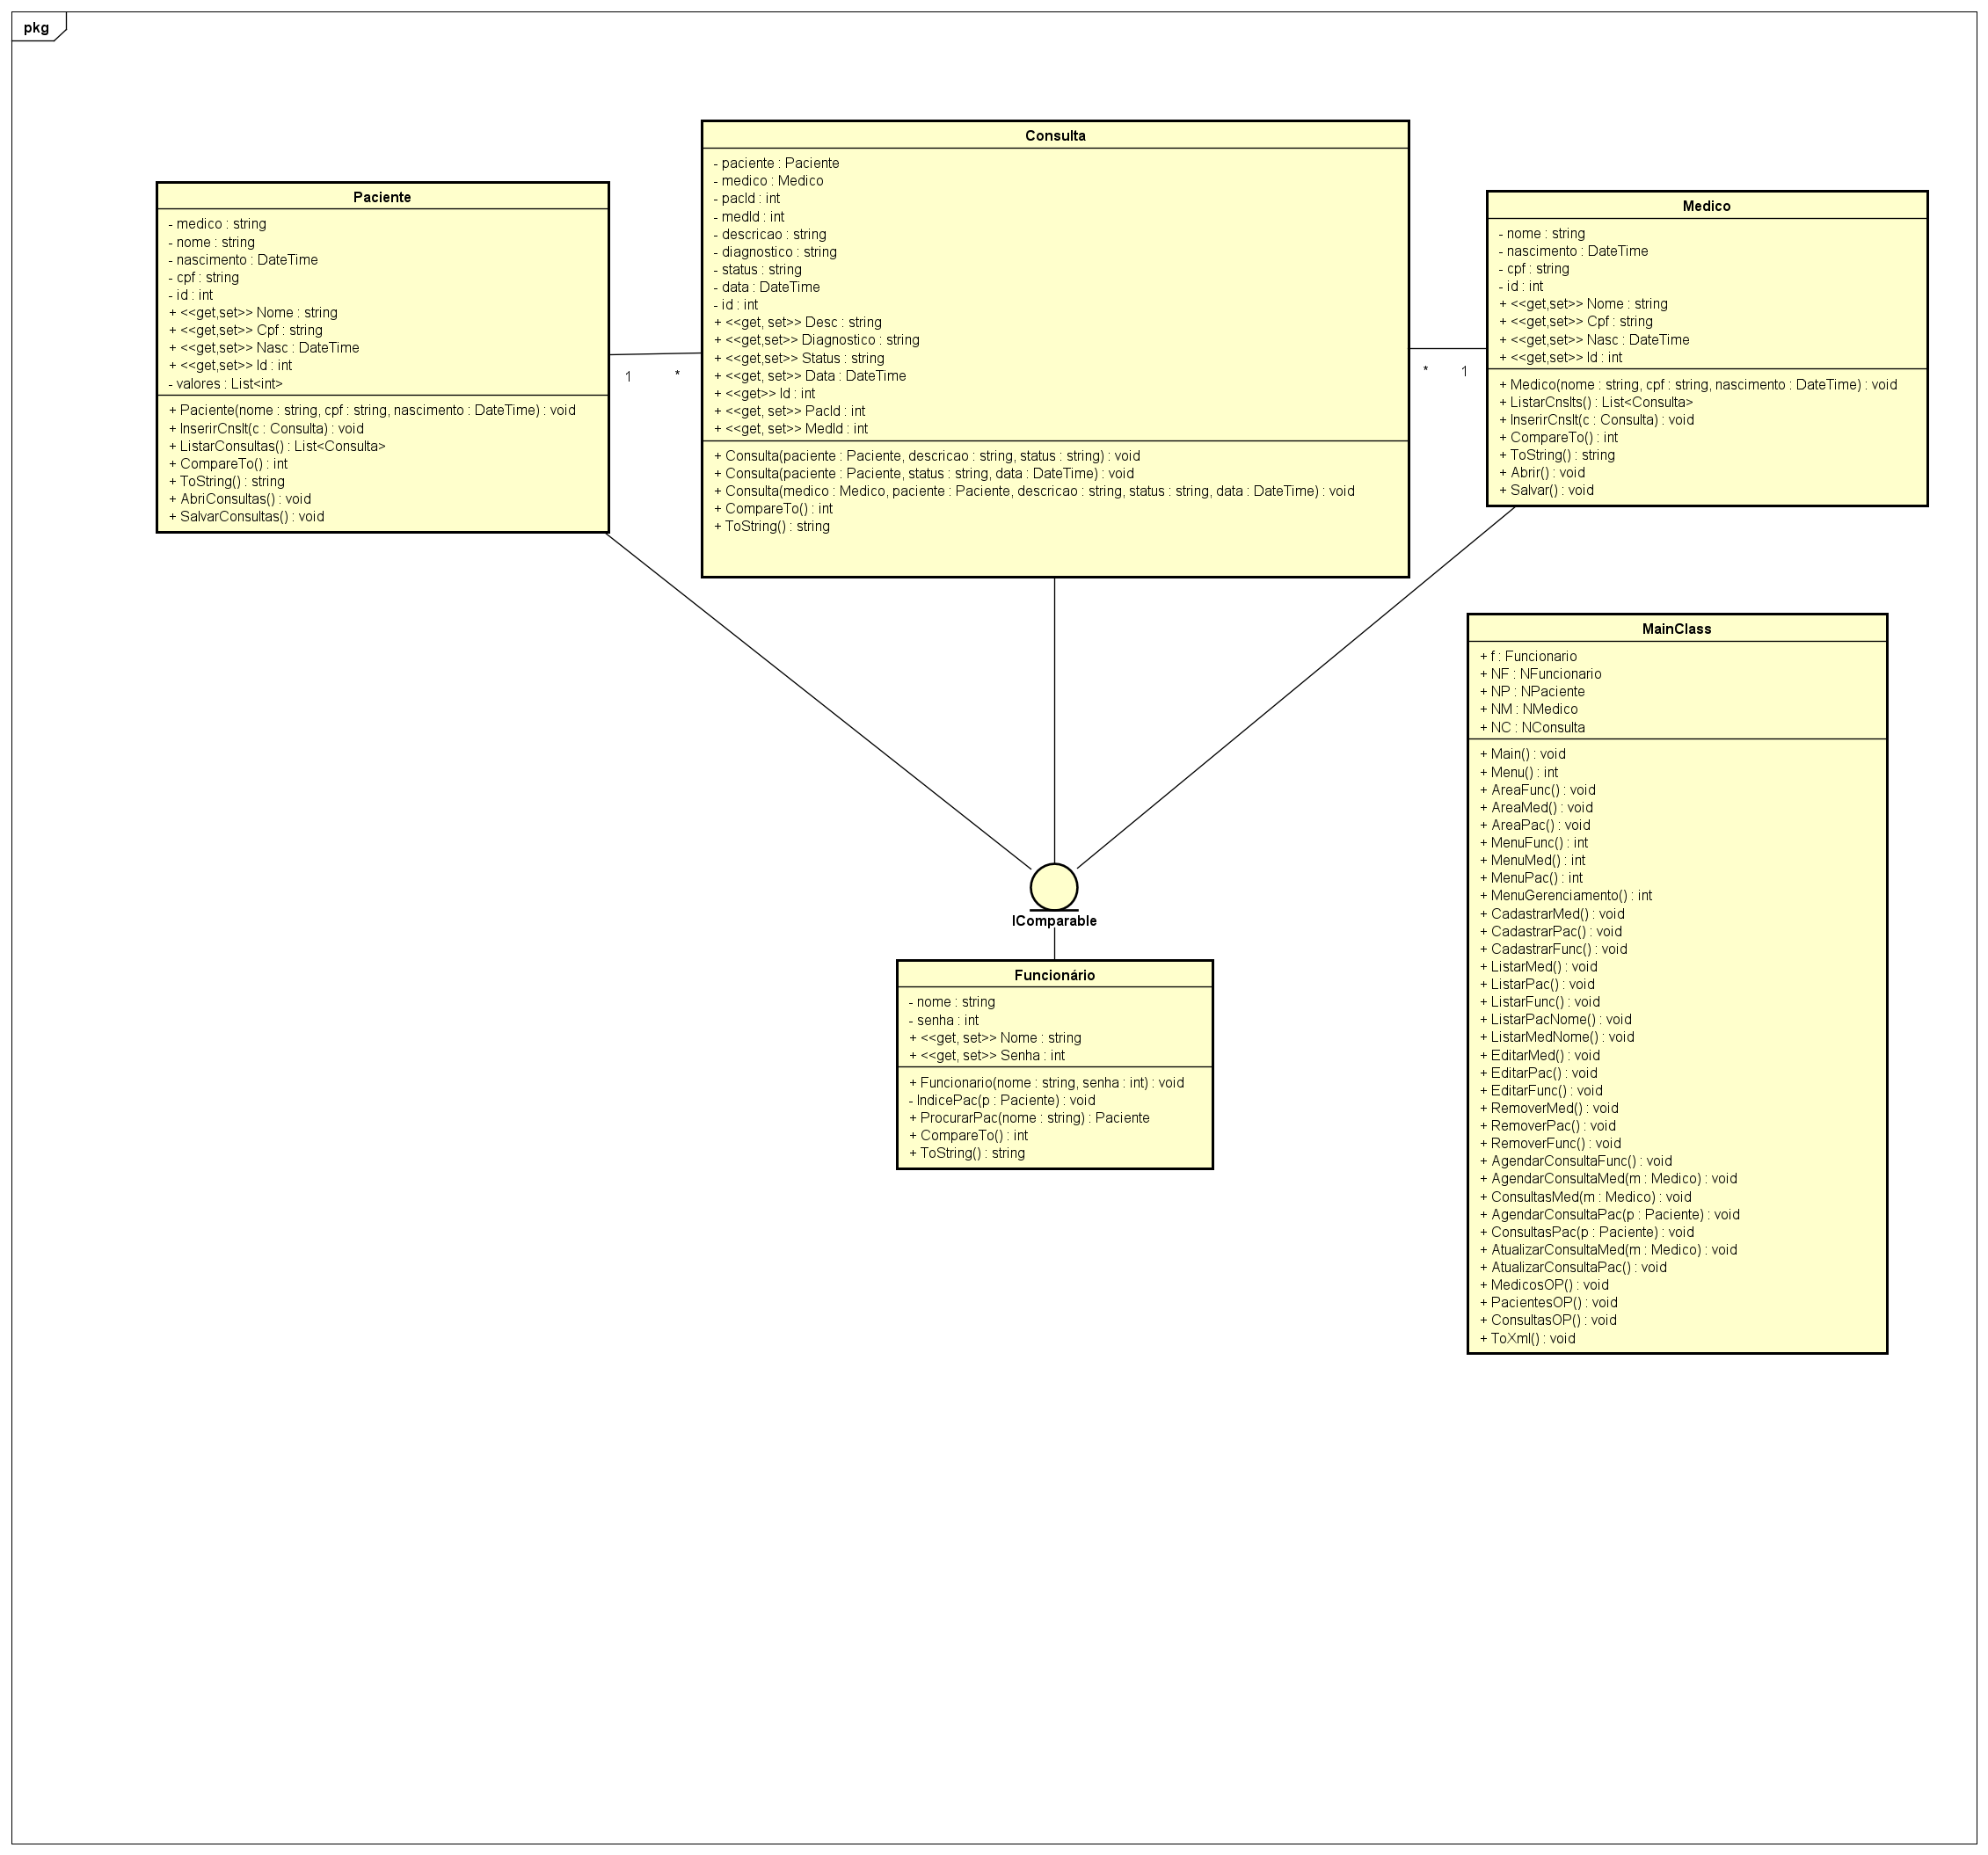 pkg
Consulta
- paciente : Paciente
- medico : Medico
- pacId : int
- medId : int
- descricao : string
- diagnostico : string
- status : string
- data : DateTime
- id : int
+ <<get, set>> Desc : string
+ <<get,set>> Diagnostico : string
+ <<get,set>> Status : string
+ <<get, set>> Data : DateTime
+ <<get>> Id : int
+ <<get, set>> PacId : int
+ <<get, set>> MedId : int
+ Consulta(paciente : Paciente, descricao : string, status : string) : void
+ Consulta(paciente : Paciente, status : string, data : DateTime) : void
+ Consulta(medico : Medico, paciente : Paciente, descricao : string, status : string, data : DateTime) : void
+ CompareTo() : int
+ ToString() : string
Paciente
- medico : string
- nome : string
- nascimento : DateTime
- cpf : string
- id : int
+ <<get,set>> Nome : string
+ <<get,set>> Cpf : string
+ <<get,set>> Nasc : DateTime
+ <<get,set>> Id : int
- valores : List<int>
+ Paciente(nome : string, cpf : string, nascimento : DateTime) : void
+ InserirCnslt(c : Consulta) : void
+ ListarConsultas() : List<Consulta>
+ CompareTo() : int
+ ToString() : string
+ AbriConsultas() : void
+ SalvarConsultas() : void
1
*
*
1
Medico
- nome : string
- nascimento : DateTime
- cpf : string
- id : int
+ <<get,set>> Nome : string
+ <<get,set>> Cpf : string
+ <<get,set>> Nasc : DateTime
+ <<get,set>> Id : int
+ Medico(nome : string, cpf : string, nascimento : DateTime) : void
+ ListarCnslts() : List<Consulta>
+ InserirCnslt(c : Consulta) : void
+ CompareTo() : int
+ ToString() : string
+ Abrir() : void
+ Salvar() : void
MainClass
+ f : Funcionario
+ NF : NFuncionario
+ NP : NPaciente
+ NM : NMedico
+ NC : NConsulta
+ Main() : void
+ Menu() : int
+ AreaFunc() : void
+ AreaMed() : void
+ AreaPac() : void
+ MenuFunc() : int
+ MenuMed() : int
+ MenuPac() : int
+ MenuGerenciamento() : int
+ CadastrarMed() : void
+ CadastrarPac() : void
+ CadastrarFunc() : void
+ ListarMed() : void
+ ListarPac() : void
+ ListarFunc() : void
+ ListarPacNome() : void
+ ListarMedNome() : void
+ EditarMed() : void
+ EditarPac() : void
+ EditarFunc() : void
+ RemoverMed() : void
+ RemoverPac() : void
+ RemoverFunc() : void
+ AgendarConsultaFunc() : void
+ AgendarConsultaMed(m : Medico) : void
+ ConsultasMed(m : Medico) : void
+ AgendarConsultaPac(p : Paciente) : void
+ ConsultasPac(p : Paciente) : void
+ AtualizarConsultaMed(m : Medico) : void
+ AtualizarConsultaPac() : void
+ MedicosOP() : void
+ PacientesOP() : void
+ ConsultasOP() : void
+ ToXml() : void
IComparable
Funcionário
- nome : string
- senha : int
+ <<get, set>> Nome : string
+ <<get, set>> Senha : int
+ Funcionario(nome : string, senha : int) : void
- IndicePac(p : Paciente) : void
+ ProcurarPac(nome : string) : Paciente
+ CompareTo() : int
+ ToString() : string